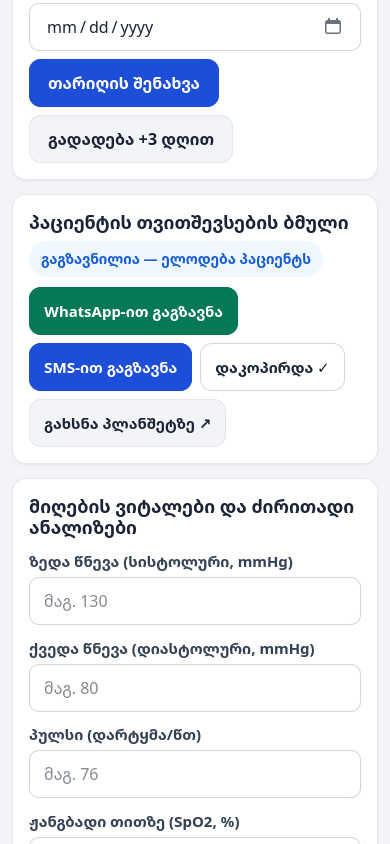 mm / dd / yyyy
თარიღის შენახვა
გადადება +3 დღით
პაციენტის თვითშევსების ბმული
გაგზავნილია — ელოდება პაციენტს
WhatsApp-ით გაგზავნა
SMS-ით გაგზავნა
დაკოპირდა ✓
გახსნა პლანშეტზე ↗
მიღების ვიტალები და ძირითადი
ანალიზები
ზედა წნევა (სისტოლური, mmHg)
მაგ. 130
ქვედა წნევა (დიასტოლური, mmHg)
მაგ. 80
პულსი (დარტყმა/წთ)
მაგ. 76
ჟანგბადი თითზე (SpO2, %)